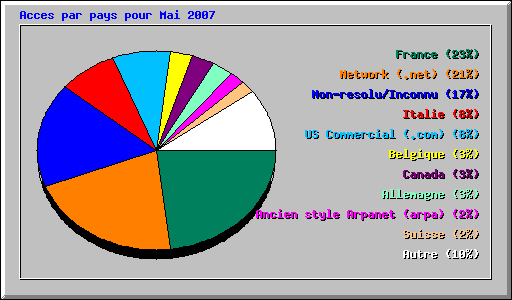 Acces par pays pour Mai 2007
France (23%)
Network (.net) (21%)
Non-resolu/Inconnu (17%)
Italie (8%)
US Commercial (.com) (8%)
Belgique (3%)
Canada (3%)
Allemagne (3%)
Ancien style Arpanet (arpa) (2%)
Suisse (2%)
Autre (10%)